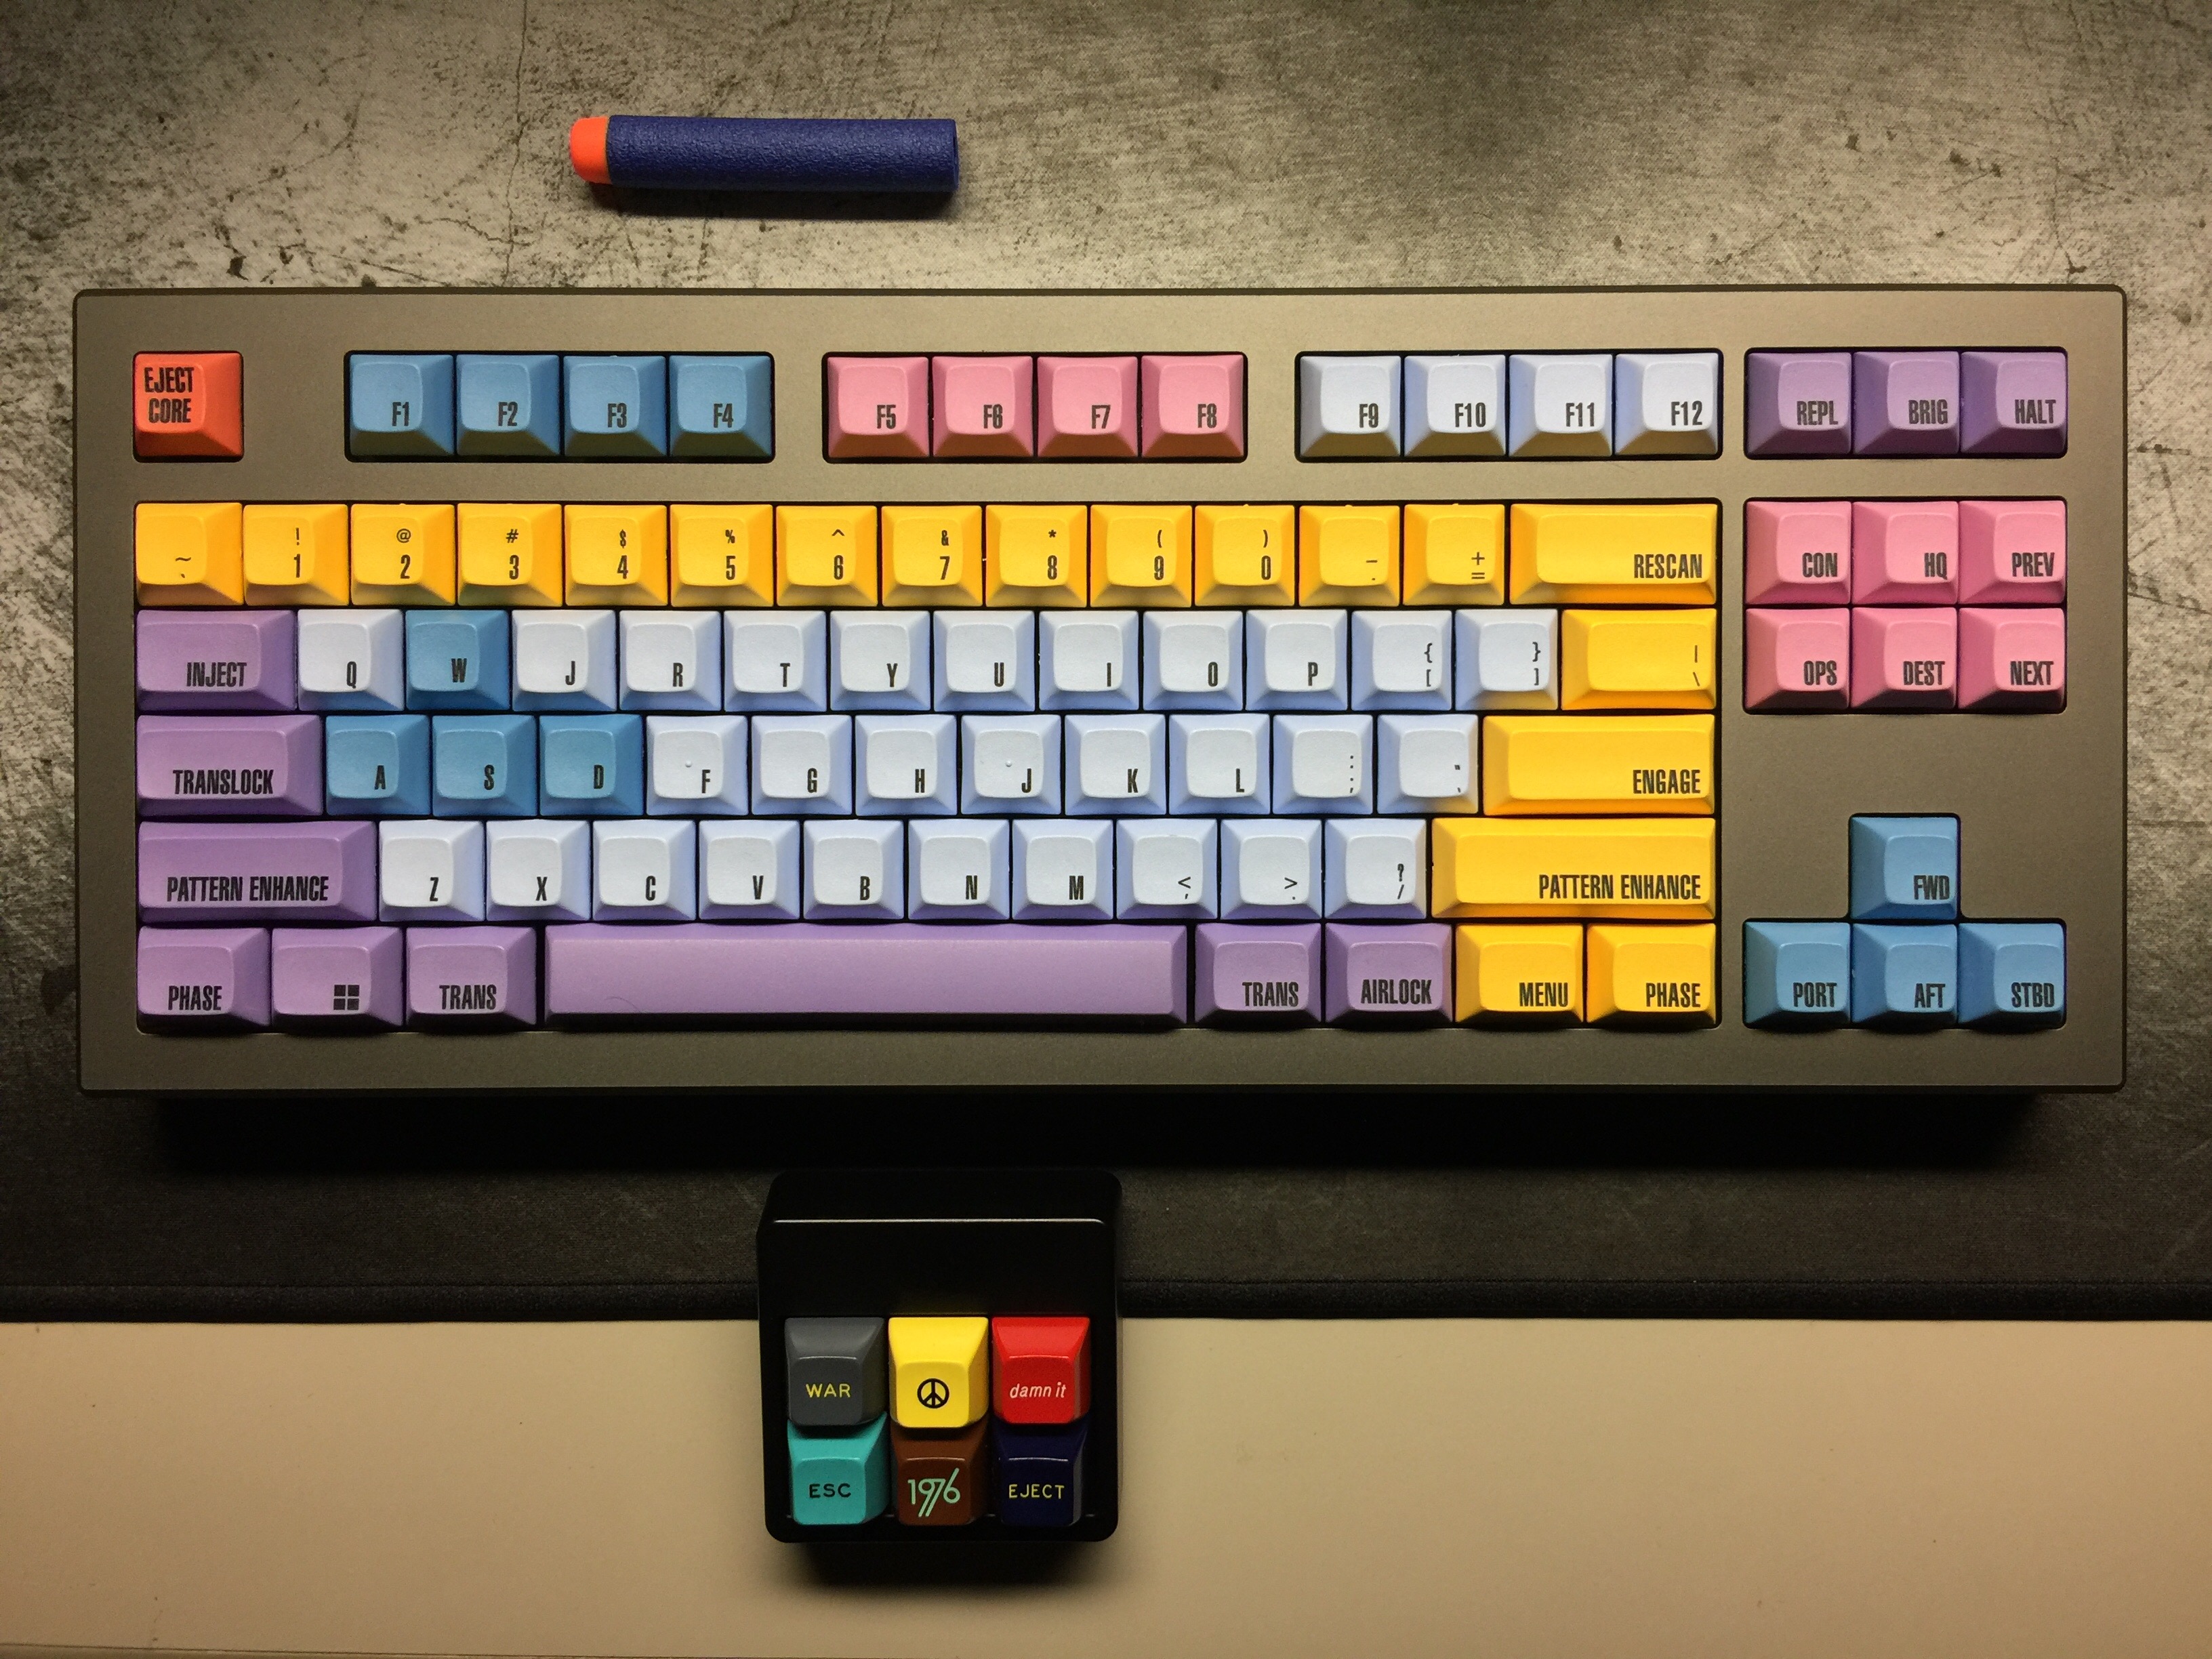 EJECT
CORE
F1 F2 F3 F4 F5 F6 F7 F8 F9 F10 F11 F12 REPL BRIG HALT
~ ! @ # $ % ^ & * ( ) _ +
` 1 2 3 4 5 6 7 8 9 0 - = RESCAN CON HQ PREV
INJECT Q W J R T Y U I O P { } |
[ ] \ OPS DEST NEXT
TRANSLOCK A S D F G H J K L : "
; ' ENGAGE
PATTERN ENHANCE Z X C V B N M < > ?
, . / PATTERN ENHANCE FWD
PHASE TRANS TRANS AIRLOCK MENU PHASE PORT AFT STBD
WAR damn it
ESC 1976 EJECT